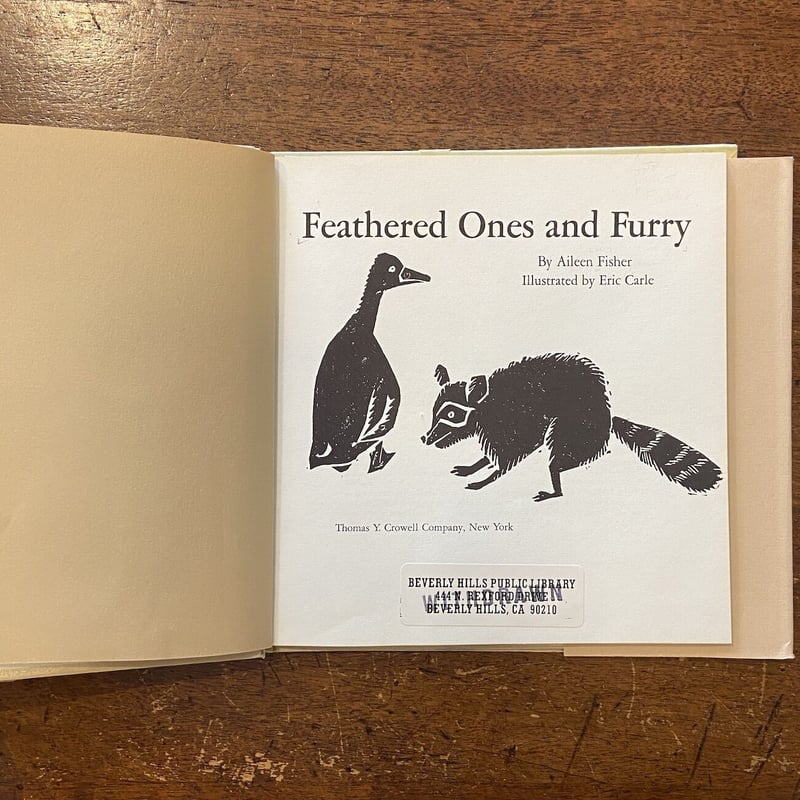 Feathered Ones and Furry
By Aileen Fisher
Illustrated by Eric Carle
Thomas Y. Crowell Company, New York
BEVERLY HILLS PUBLIC LIBRARY
444 N. REXFORD DRIVE
WITHDRAWN
BEVERLY HILLS, CA 90210